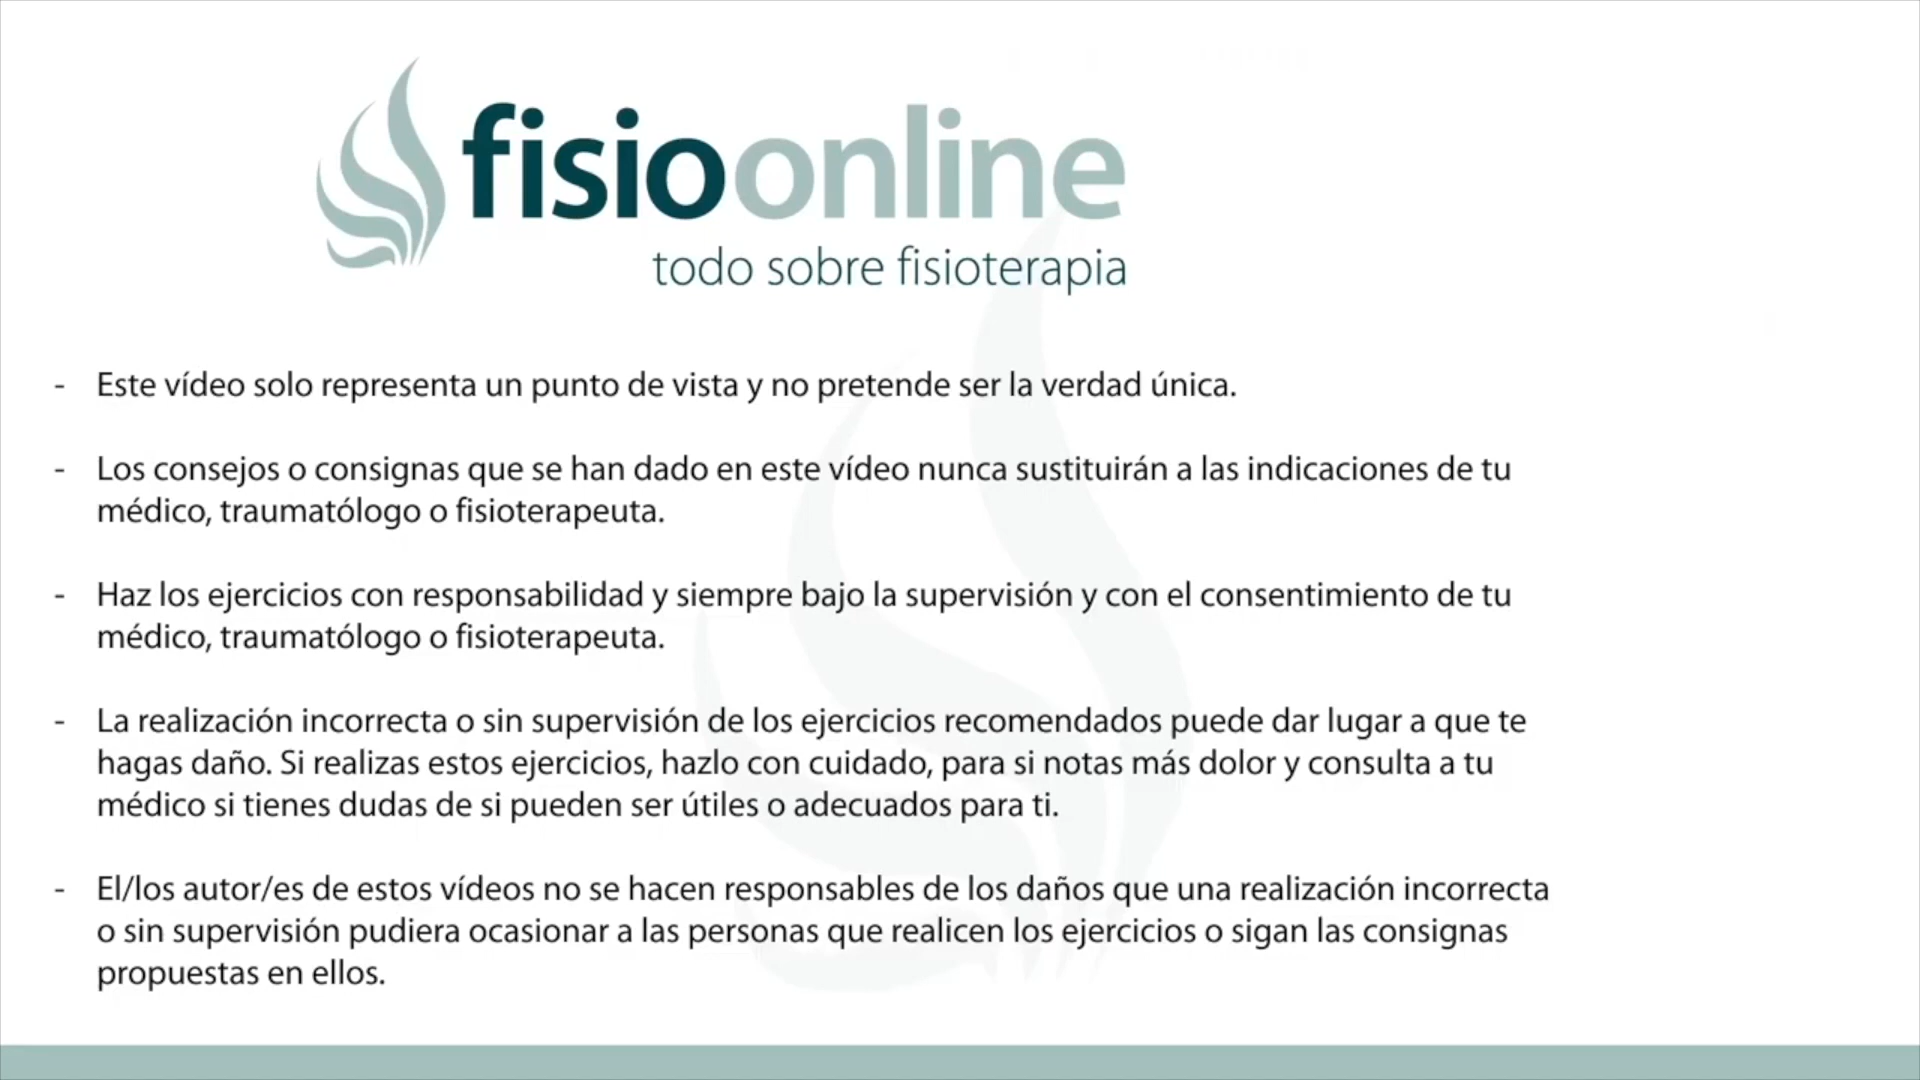 fisioonline
todo sobre fisioterapia
- Este vídeo solo representa un punto de vista y no pretende ser la verdad única.
- Los consejos o consignas que se han dado en este vídeo nunca sustituirán a las indicaciones de tu
médico, traumatólogo o fisioterapeuta.
- Haz los ejercicios con responsabilidad y siempre bajo la supervisión y con el consentimiento de tu
médico, traumatólogo o fisioterapeuta.
- La realización incorrecta o sin supervisión de los ejercicios recomendados puede dar lugar a que te
hagas daño. Si realizas estos ejercicios, hazlo con cuidado, para si notas más dolor y consulta a tu
médico si tienes dudas de si pueden ser útiles o adecuados para ti.
- El/los autor/es de estos vídeos no se hacen responsables de los daños que una realización incorrecta
o sin supervisión pudiera ocasionar a las personas que realicen los ejercicios o sigan las consignas
propuestas en ellos.